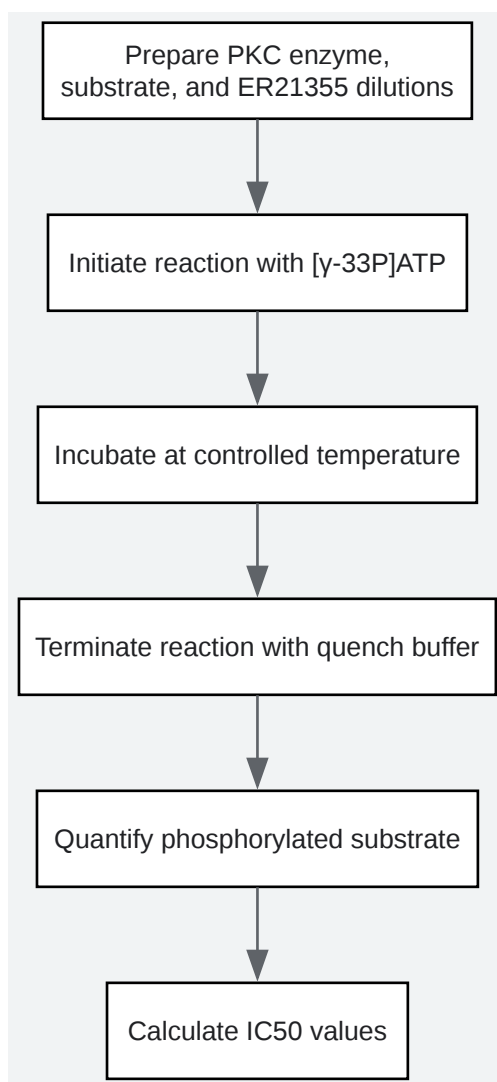 Prepare PKC enzyme,
substrate, and ER21355 dilutions
Initiate reaction with [γ-33P]ATP
Incubate at controlled temperature
Terminate reaction with quench buffer
Quantify phosphorylated substrate
Calculate IC50 values